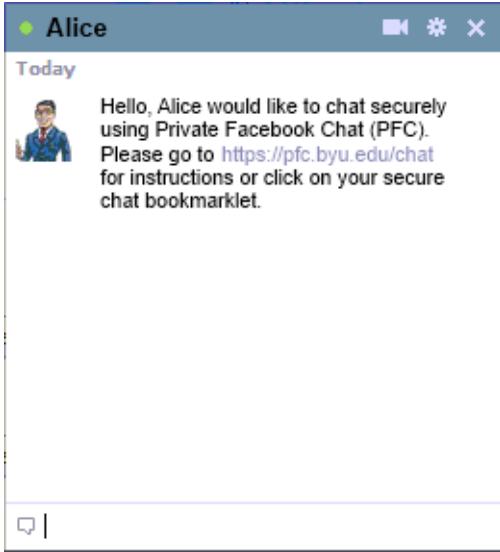 Alice
Today
Hello, Alice would like to chat securely
using Private Facebook Chat (PFC).
Please go to https://pfc.byu.edu/chat
for instructions or click on your secure
chat bookmarklet.